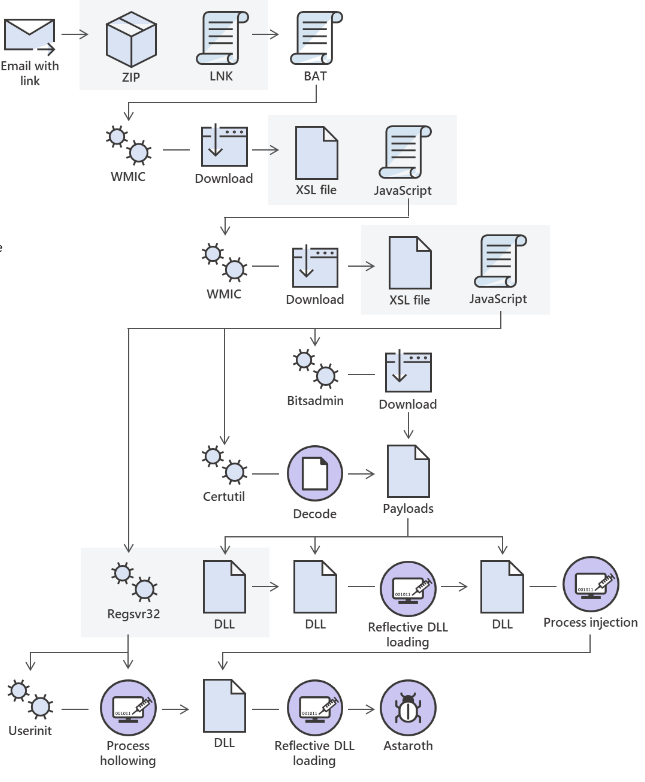 Email with
link
ZIP
LNK
BAT
WMIC
Download
XSL file
JavaScript
e
WMIC
Download
XSL file
JavaScript
Bitsadmin
Download
Certutil
Decode
Payloads
Regsvr32
DLL
DLL
Reflective DLL
loading
DLL
Process injection
Userinit
Process
hollowing
DLL
Reflective DLL
loading
Astaroth